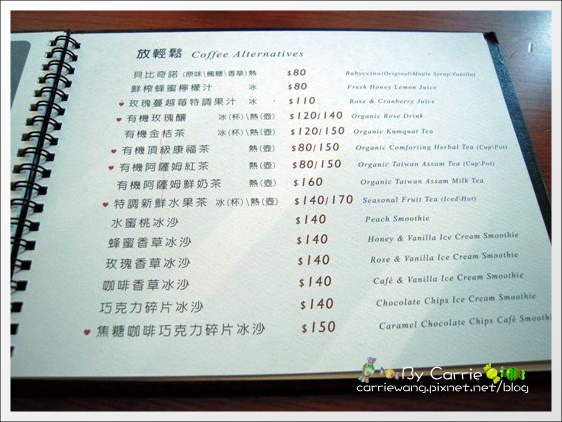 放輕鬆 Coffee Alternatives
貝比奇諾 (原味\楓糖\香草)熱 $80 Babyccino(Original\Maple Syrup\Vanilla)
鮮榨蜂蜜檸檬汁 冰 $80 Fresh Honey Lemon Juice
玫瑰蔓越莓特調果汁 冰 $110 Rose & Cranberry Juice
有機玫瑰釀 冰(杯)\熱(壺) $120/140 Organic Rose Drink
有機金桔茶 冰(杯)\熱(壺) $120/150 Organic Kumquat Tea
有機頂級康福茶 熱(壺) $80/150 Organic Comforting Herbal Tea (Cup\Pot)
有機阿薩姆紅茶 熱(壺) $80/150 Organic Taiwan Assam Tea (Cup\Pot)
有機阿薩姆鮮奶茶 熱(壺) $160 Organic Taiwan Assam Milk Tea
特調新鮮水果茶 冰(杯)\熱(壺) $140/170 Seasonal Fruit Tea (Iced\Hot)
水蜜桃冰沙 $140 Peach Smoothie
蜂蜜香草冰沙 $140 Honey & Vanilla Ice Cream Smoothie
玫瑰香草冰沙 $140 Rose & Vanilla Ice Cream Smoothie
咖啡香草冰沙 $140 Cafè & Vanilla Ice Cream Smoothie
巧克力碎片冰沙 $140 Chocolate Chips Ice Cream Smoothie
焦糖咖啡巧克力碎片冰沙 $150 Caramel Chocolate Chips Cafè Smoothie
By Carrie
carriewang.pixnet.net/blog